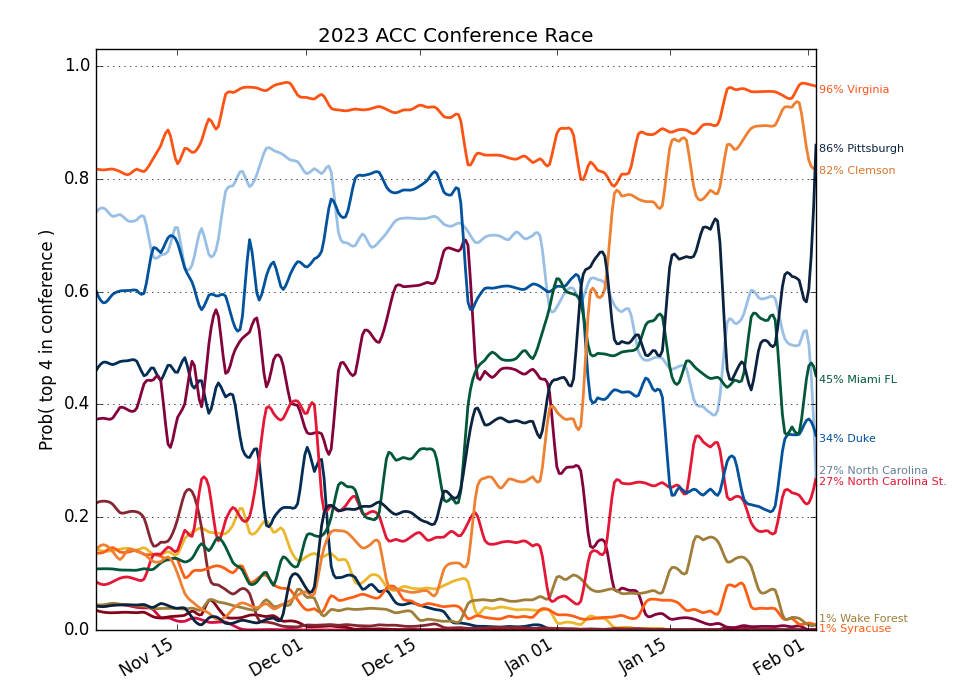 2023 ACC Conference Race
Prob( top 4 in conference )
1.0
0.8
0.6
0.4
0.2
0.0
Nov 15
Dec 01
Dec 15
Jan 01
Jan 15
Feb 01
96% Virginia
86% Pittsburgh
82% Clemson
45% Miami FL
34% Duke
27% North Carolina
27% North Carolina St.
1% Wake Forest
1% Syracuse